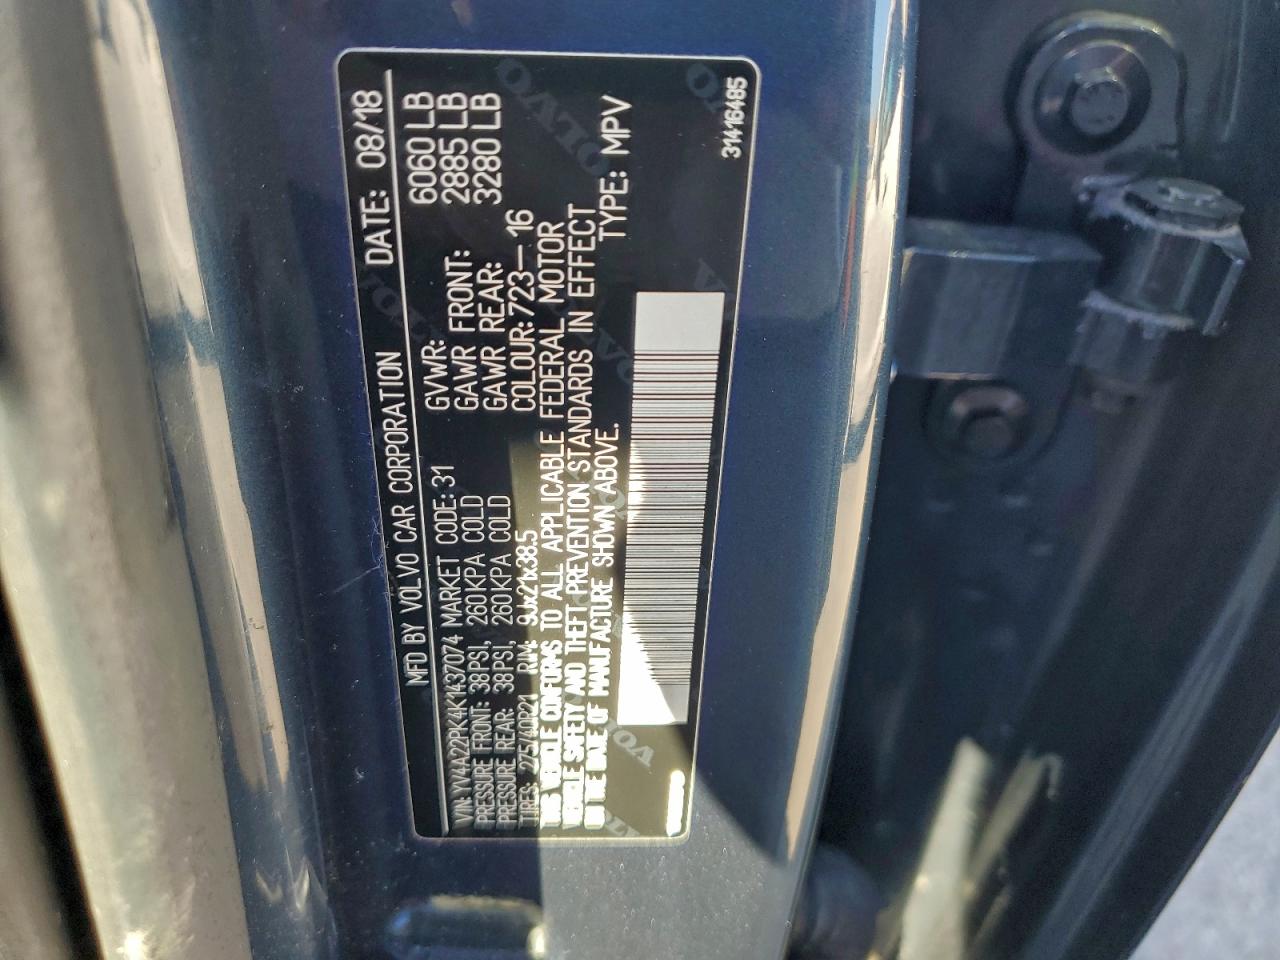 MFD BY VOLVO CAR CORPORATION DATE: 08/18
VIN: YV4A22PK4K1437074 MARKET CODE: 31 GVWR: 6060 LB
PRESSURE FRONT: 38PSI, 260KPA COLD GAWR FRONT: 2885 LB
PRESSURE REAR: 38PSI, 260KPA COLD GAWR REAR: 3280 LB
TIRES: 275/40R21 RIM: 9Jx21x38.5 COLOUR: 723-16
THIS VEHICLE CONFORMS TO ALL APPLICABLE FEDERAL MOTOR
VEHICLE SAFETY AND THEFT PREVENTION STANDARDS IN EFFECT
ON THE DATE OF MANUFACTURE SHOWN ABOVE. TYPE: MPV
31416485